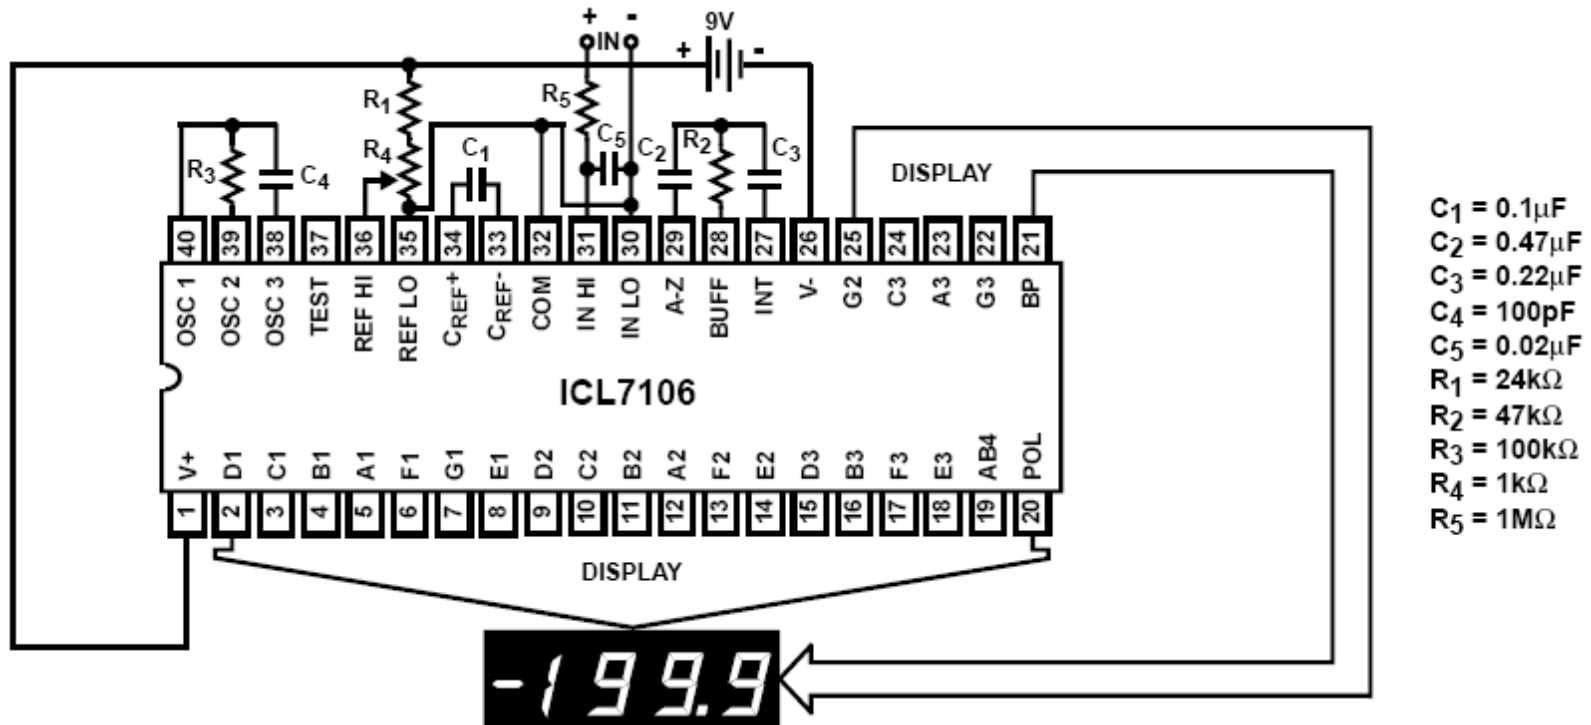 + - 9V
IN
+ -
R1
R5
R4
C1
C5
C2
R2
C3
R3
C4
DISPLAY
40 39 38 37 36 35 34 33 32 31 30 29 28 27 26 25 24 23 22 21
OSC 1 OSC 2 OSC 3 TEST REF HI REF LO CREF+ CREF- COM IN HI IN LO A-Z BUFF INT V- G2 C3 A3 G3 BP
ICL7106
V+ D1 C1 B1 A1 F1 G1 E1 D2 C2 B2 A2 F2 E2 D3 B3 F3 E3 AB4 POL
1 2 3 4 5 6 7 8 9 10 11 12 13 14 15 16 17 18 19 20
DISPLAY
-199.9
C1 = 0.1μF
C2 = 0.47μF
C3 = 0.22μF
C4 = 100pF
C5 = 0.02μF
R1 = 24kΩ
R2 = 47kΩ
R3 = 100kΩ
R4 = 1kΩ
R5 = 1MΩ